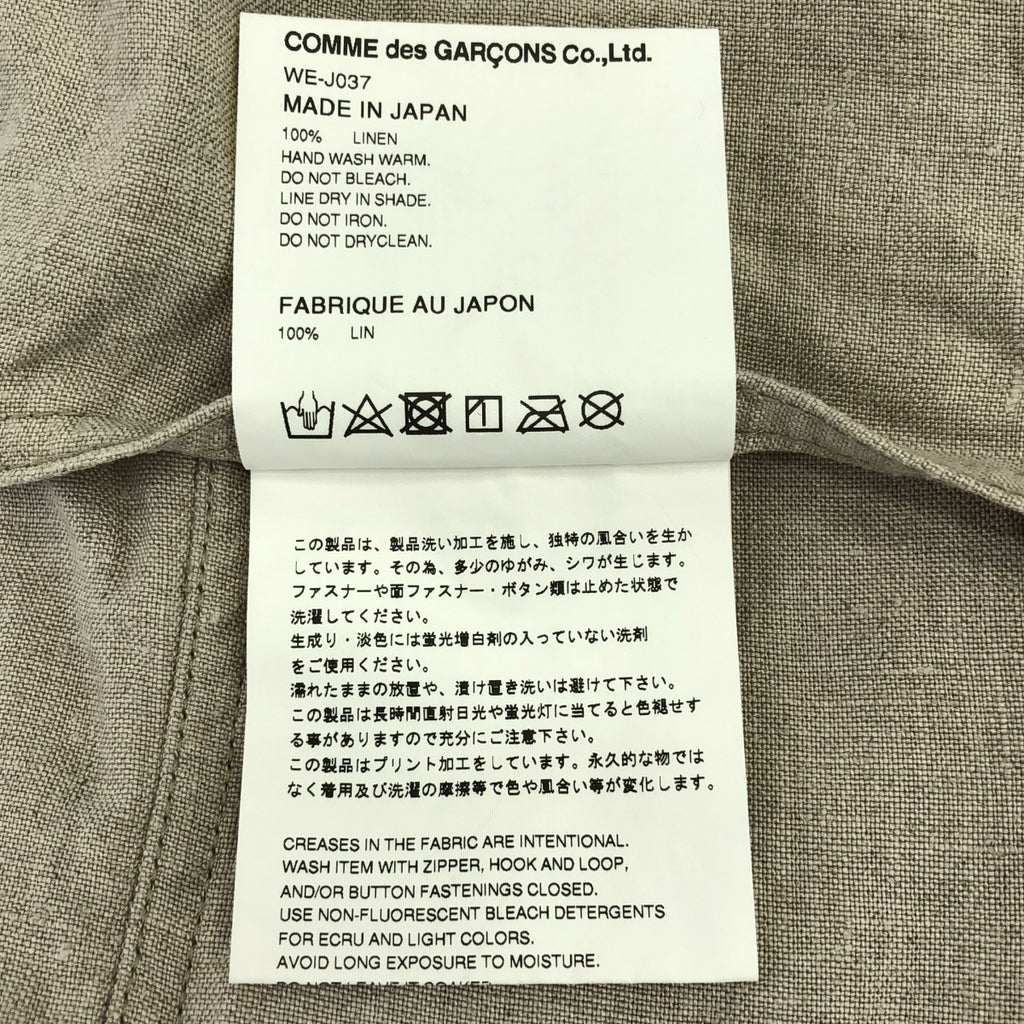 COMME des GARÇONS Co.,Ltd.
WE-J037
MADE IN JAPAN
100% LINEN
HAND WASH WARM.
DO NOT BLEACH.
LINE DRY IN SHADE.
DO NOT IRON.
DO NOT DRYCLEAN.
FABRIQUE AU JAPON
100% LIN
この製品は、製品洗い加工を施し、独特の風合いを生か
しています。その為、多少のゆがみ、シワが生じます。
ファスナーや面ファスナー・ボタン類は止めた状態で
洗濯してください。
生成り・淡色には蛍光増白剤の入っていない洗剤
をご使用ください。
濡れたままの放置や、漬け置き洗いは避けて下さい。
この製品は長時間直射日光や蛍光灯に当てると色褪せす
る事がありますので充分にご注意下さい。
この製品はプリント加工をしています。永久的な物では
なく着用及び洗濯の摩擦等で色や風合い等が変化します。
CREASES IN THE FABRIC ARE INTENTIONAL.
WASH ITEM WITH ZIPPER, HOOK AND LOOP,
AND/OR BUTTON FASTENINGS CLOSED.
USE NON-FLUORESCENT BLEACH DETERGENTS
FOR ECRU AND LIGHT COLORS.
AVOID LONG EXPOSURE TO MOISTURE.
DO NOT LEAVE IT SOAKED